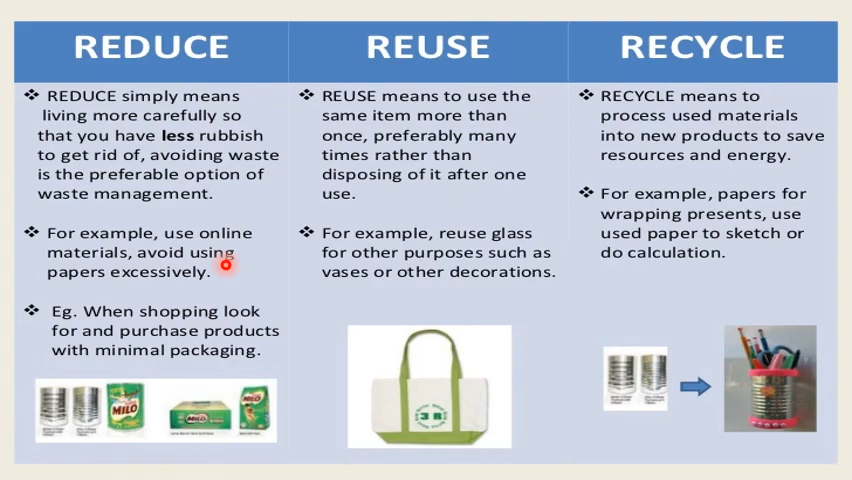 REDUCE
REUSE
RECYCLE
❖ REDUCE simply means
living more carefully so
that you have less rubbish
to get rid of, avoiding waste
is the preferable option of
waste management.
❖ For example, use online
materials, avoid using
papers excessively.
❖ Eg. When shopping look
for and purchase products
with minimal packaging.
MILO
MILO
MILO
❖ REUSE means to use the
same item more than
once, preferably many
times rather than
disposing of it after one
use.
❖ For example, reuse glass
for other purposes such as
vases or other decorations.
3 R
❖ RECYCLE means to
process used materials
into new products to save
resources and energy.
❖ For example, papers for
wrapping presents, use
used paper to sketch or
do calculation.